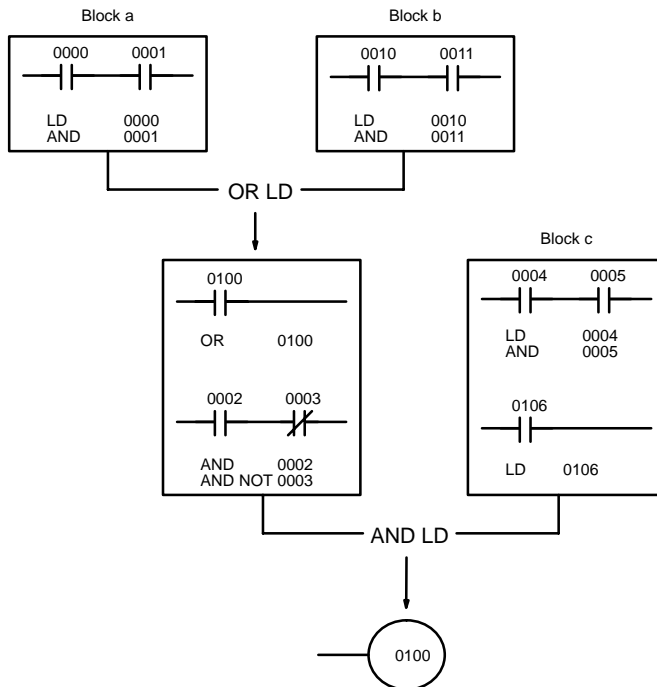 Block a
0000 0001
LD 0000
AND 0001
Block b
0010 0011
LD 0010
AND 0011
OR LD
0100
OR 0100
0002 0003
AND 0002
AND NOT 0003
Block c
0004 0005
LD 0004
AND 0005
0106
LD 0106
AND LD
0100